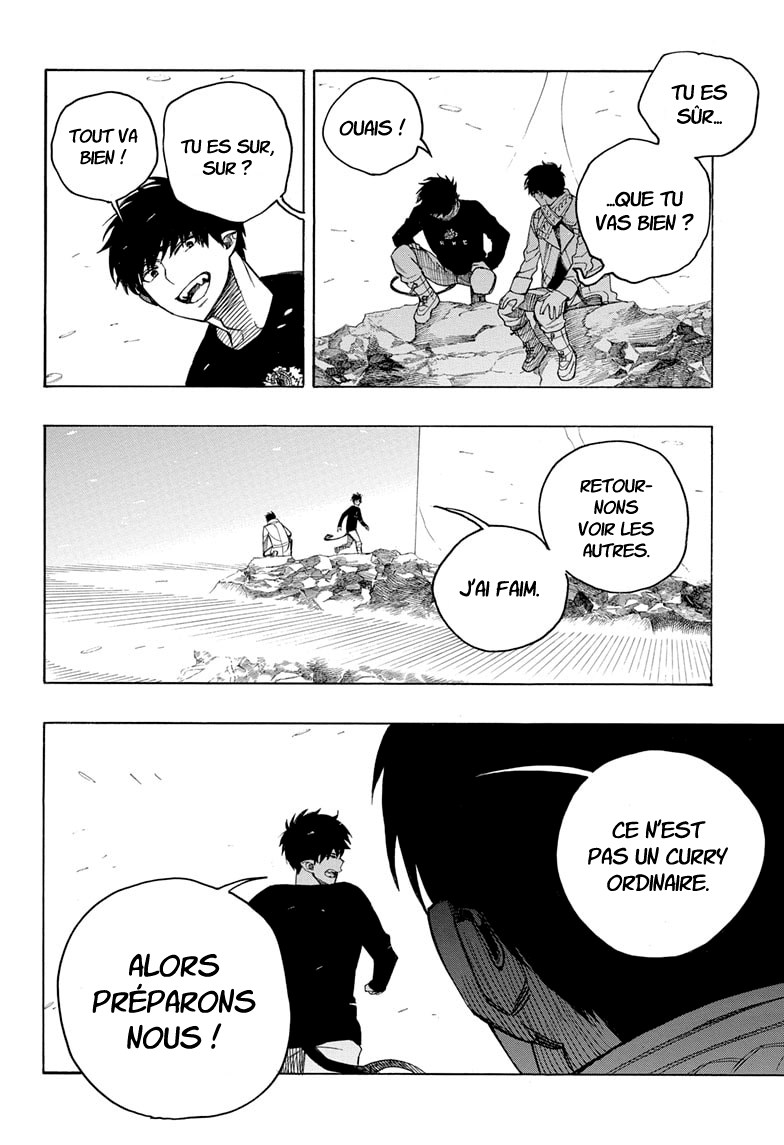 TU ES
SÛR...
...QUE TU
VAS BIEN ?
OUAIS !
TU ES SUR,
SUR ?
TOUT VA
BIEN !
RETOUR-
NONS
VOIR LES
AUTRES.
J'AI FAIM.
CE N'EST
PAS UN CURRY
ORDINAIRE.
ALORS
PRÉPARONS
NOUS !